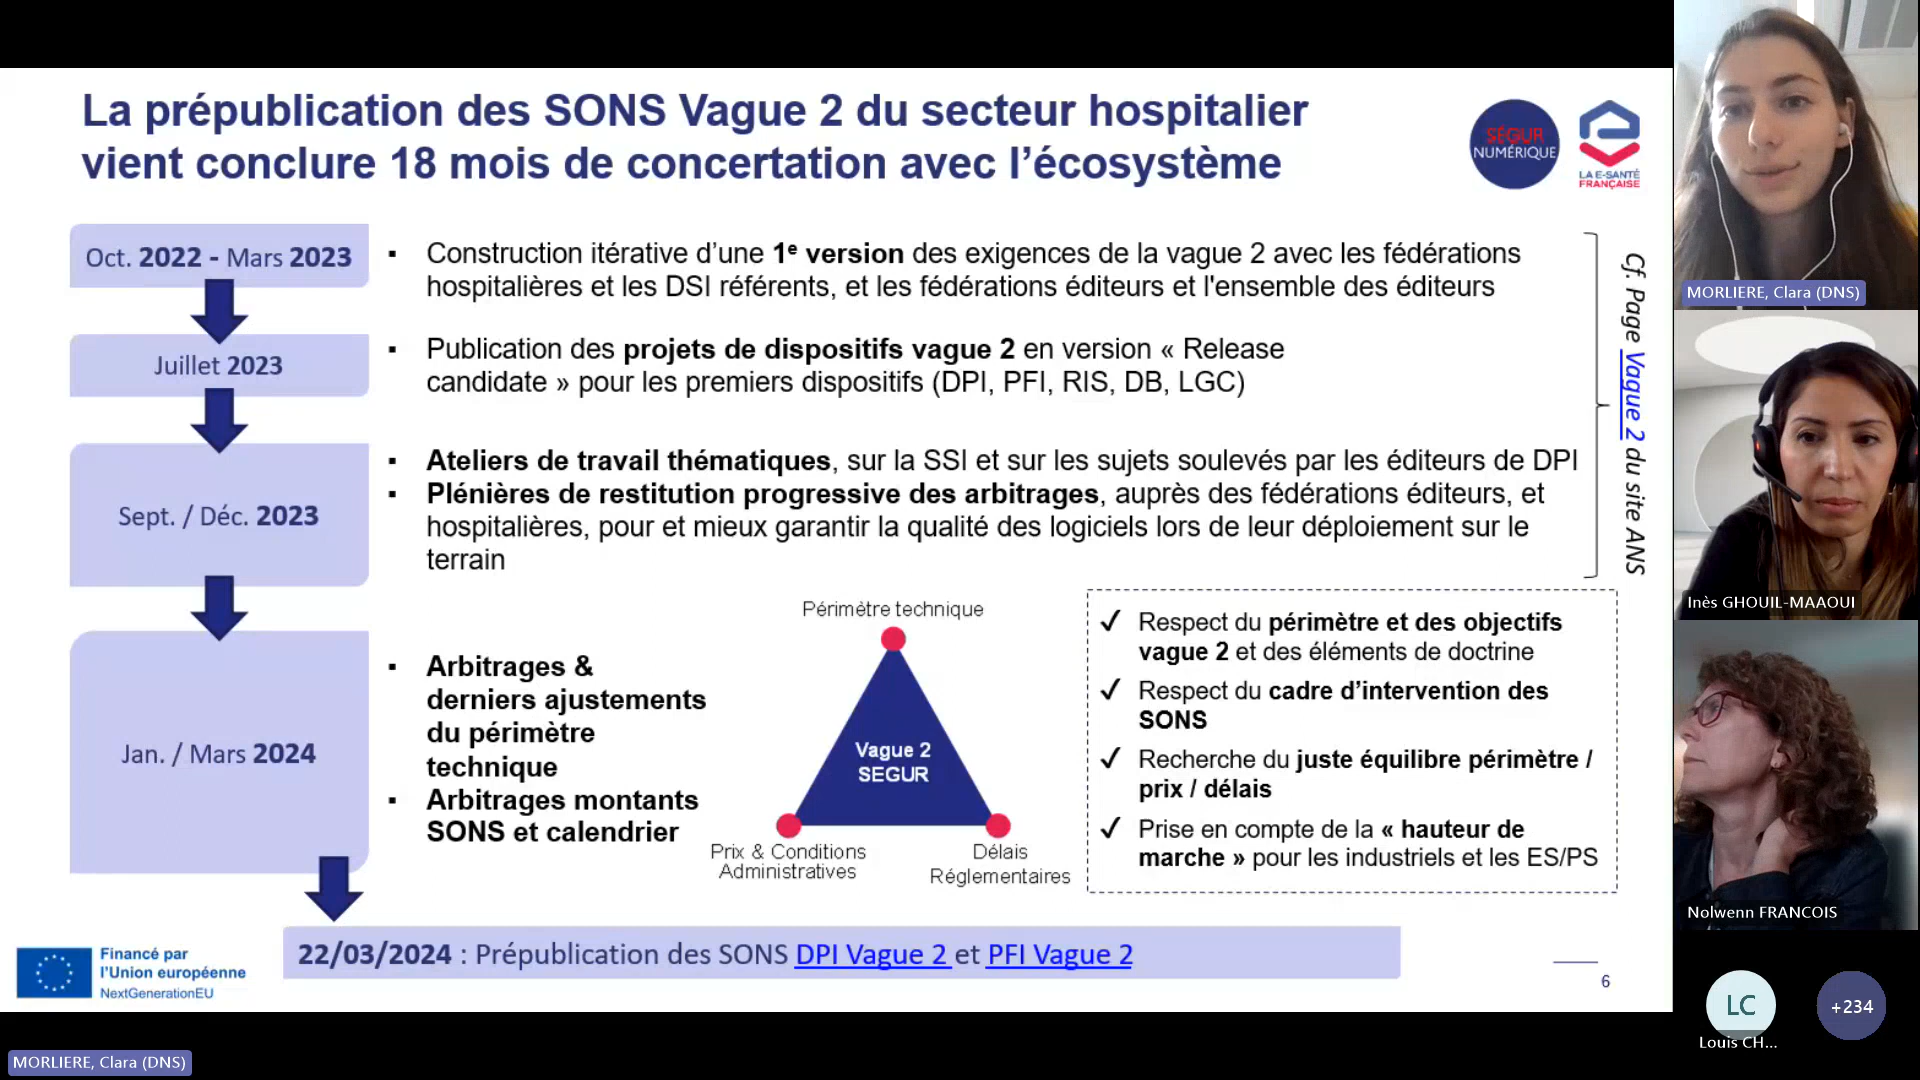 La prépublication des SONS Vague 2 du secteur hospitalier
vient conclure 18 mois de concertation avec l'écosystème
SÉGUR
NUMÉRIQUE
LA E-SANTÉ
FRANÇAISE
Oct. 2022 - Mars 2023
▪ Construction itérative d'une 1e version des exigences de la vague 2 avec les fédérations
hospitalières et les DSI référents, et les fédérations éditeurs et l'ensemble des éditeurs
Juillet 2023
▪ Publication des projets de dispositifs vague 2 en version « Release
candidate » pour les premiers dispositifs (DPI, PFI, RIS, DB, LGC)
Sept. / Déc. 2023
▪ Ateliers de travail thématiques, sur la SSI et sur les sujets soulevés par les éditeurs de DPI
▪ Plénières de restitution progressive des arbitrages, auprès des fédérations éditeurs, et
hospitalières, pour et mieux garantir la qualité des logiciels lors de leur déploiement sur le
terrain
Cf. Page Vague 2 du site ANS
Jan. / Mars 2024
▪ Arbitrages &
derniers ajustements
du périmètre
technique
▪ Arbitrages montants
SONS et calendrier
Périmètre technique
Vague 2
SEGUR
Prix & Conditions
Administratives
Délais
Réglementaires
✓ Respect du périmètre et des objectifs
vague 2 et des éléments de doctrine
✓ Respect du cadre d'intervention des
SONS
✓ Recherche du juste équilibre périmètre /
prix / délais
✓ Prise en compte de la « hauteur de
marche » pour les industriels et les ES/PS
22/03/2024 : Prépublication des SONS DPI Vague 2 et PFI Vague 2
Financé par
l'Union européenne
NextGenerationEU
6
MORLIERE, Clara (DNS)
Inès GHOUIL-MAAOUI
Nolwenn FRANCOIS
LC
Louis CH...
+234
MORLIERE, Clara (DNS)